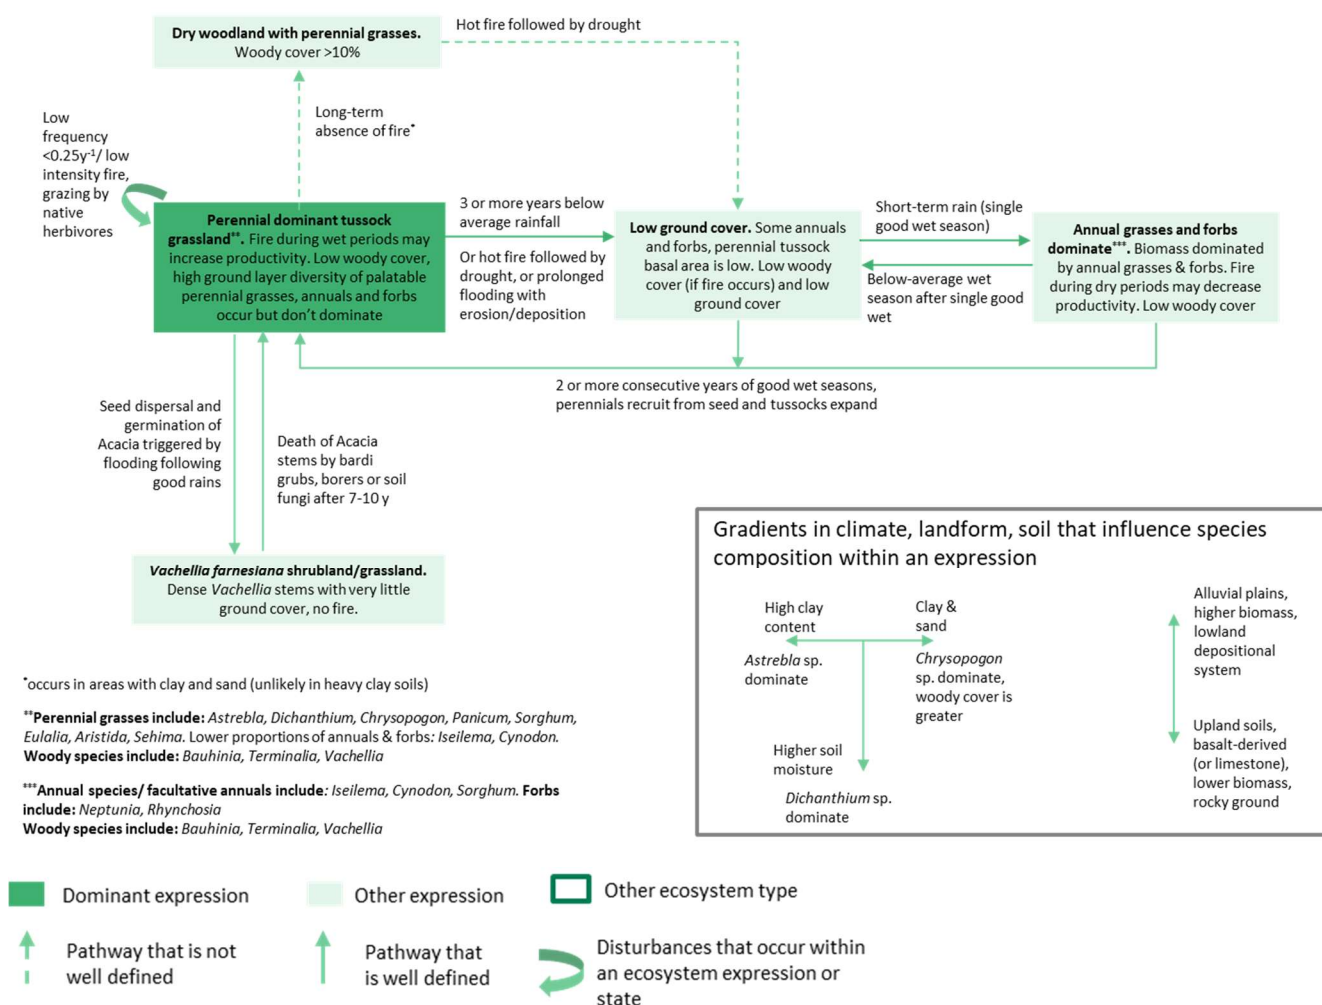 Dry woodland with perennial grasses.
Woody cover >10%
Hot fire followed by drought
Long-term
absence of fire*
Low
frequency
<0.25y⁻¹/ low
intensity fire,
grazing by
native
herbivores
Perennial dominant tussock
grassland**. Fire during wet periods may
increase productivity. Low woody cover,
high ground layer diversity of palatable
perennial grasses, annuals and forbs
occur but don't dominate
3 or more years below
average rainfall
Or hot fire followed by
drought, or prolonged
flooding with
erosion/deposition
Low ground cover. Some annuals
and forbs, perennial tussock
basal area is low. Low woody
cover (if fire occurs) and low
ground cover
Short-term rain (single
good wet season)
Below-average wet
season after single good
wet
Annual grasses and forbs
dominate***. Biomass dominated
by annual grasses & forbs. Fire
during dry periods may decrease
productivity. Low woody cover
2 or more consecutive years of good wet seasons,
perennials recruit from seed and tussocks expand
Seed dispersal and
germination of
Acacia triggered by
flooding following
good rains
Death of Acacia
stems by bardi
grubs, borers or soil
fungi after 7-10 y
Vachellia farnesiana shrubland/grassland.
Dense Vachellia stems with very little
ground cover, no fire.
*occurs in areas with clay and sand (unlikely in heavy clay soils)
**Perennial grasses include: Astrebla, Dichanthium, Chrysopogon, Panicum, Sorghum,
Eulalia, Aristida, Sehima. Lower proportions of annuals & forbs: Iseilema, Cynodon.
Woody species include: Bauhinia, Terminalia, Vachellia
***Annual species/ facultative annuals include: Iseilema, Cynodon, Sorghum. Forbs
include: Neptunia, Rhynchosia
Woody species include: Bauhinia, Terminalia, Vachellia
Gradients in climate, landform, soil that influence species
composition within an expression
High clay
content
Clay &
sand
Astrebla sp.
dominate
Chrysopogon
sp. dominate,
woody cover is
greater
Higher soil
moisture
Dichanthium sp.
dominate
Alluvial plains,
higher biomass,
lowland
depositional
system
Upland soils,
basalt-derived
(or limestone),
lower biomass,
rocky ground
Dominant expression
Other expression
Other ecosystem type
Pathway that is not
well defined
Pathway that
is well defined
Disturbances that occur within
an ecosystem expression or
state